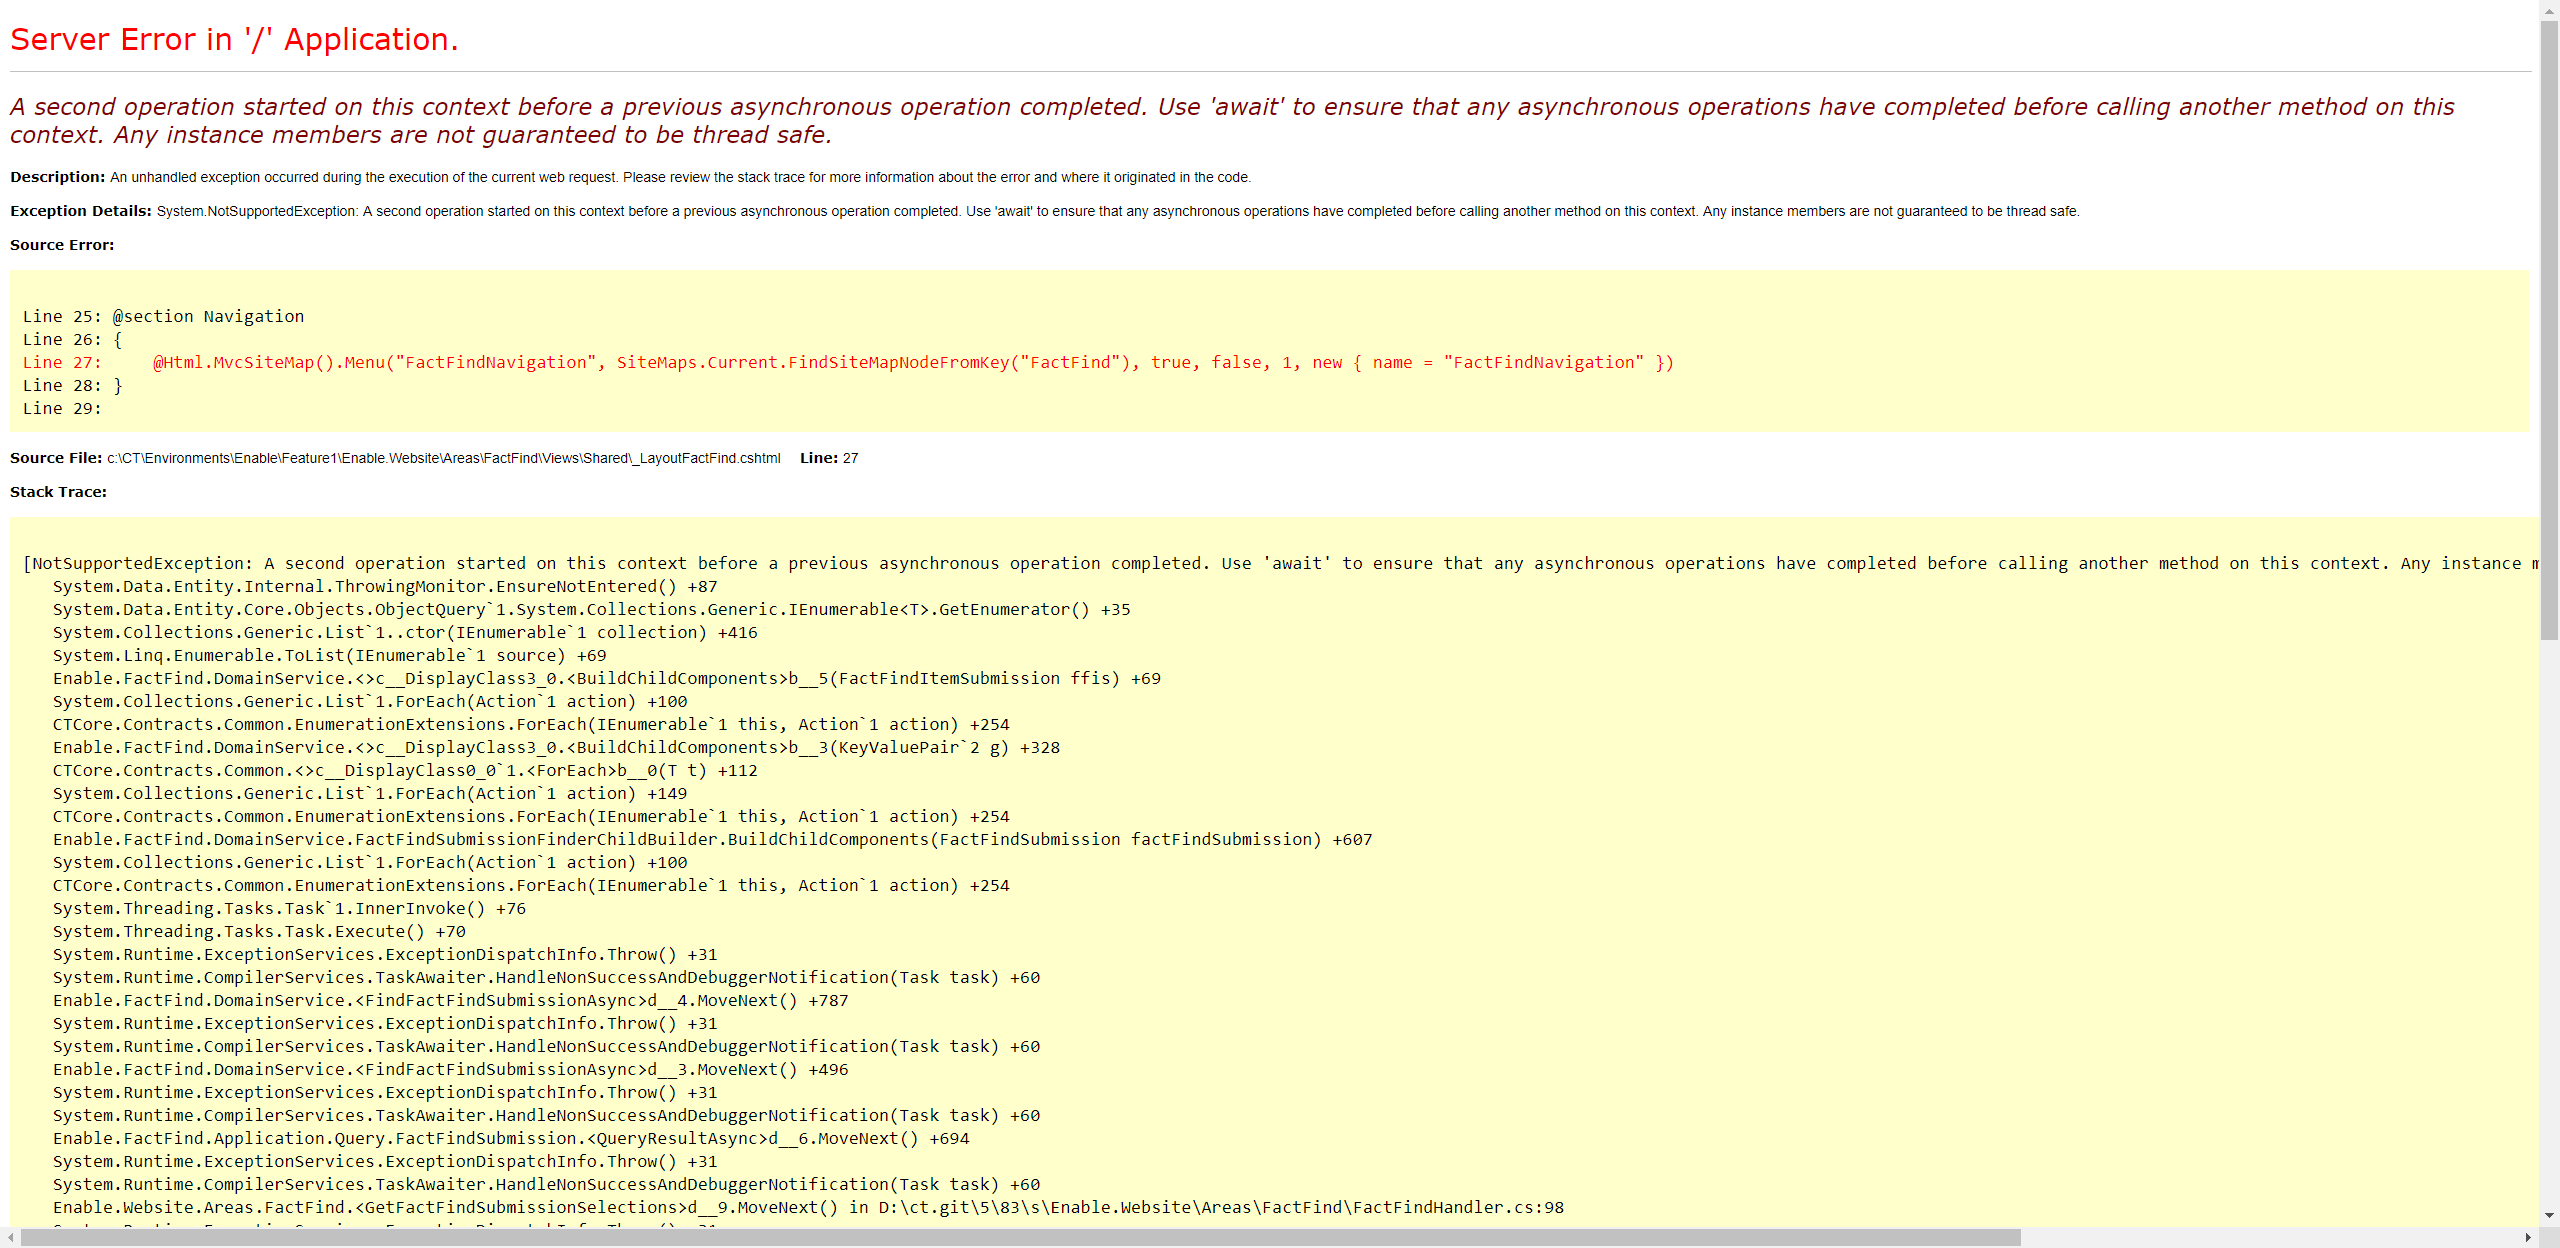 Server Error in '/' Application.
A second operation started on this context before a previous asynchronous operation completed. Use 'await' to ensure that any asynchronous operations have completed before calling another method on this
context. Any instance members are not guaranteed to be thread safe.
Description: An unhandled exception occurred during the execution of the current web request. Please review the stack trace for more information about the error and where it originated in the code.
Exception Details: System.NotSupportedException: A second operation started on this context before a previous asynchronous operation completed. Use 'await' to ensure that any asynchronous operations have completed before calling another method on this context. Any instance members are not guaranteed to be thread safe.
Source Error:
Line 25: @section Navigation
Line 26: {
Line 27:     @Html.MvcSiteMap().Menu("FactFindNavigation", SiteMaps.Current.FindSiteMapNodeFromKey("FactFind"), true, false, 1, new { name = "FactFindNavigation" })
Line 28: }
Line 29:
Source File: c:\CT\Environments\Enable\Feature1\Enable.Website\Areas\FactFind\Views\Shared\_LayoutFactFind.cshtml    Line: 27
Stack Trace:
[NotSupportedException: A second operation started on this context before a previous asynchronous operation completed. Use 'await' to ensure that any asynchronous operations have completed before calling another method on this context. Any instance
System.Data.Entity.Internal.ThrowingMonitor.EnsureNotEntered() +87
System.Data.Entity.Core.Objects.ObjectQuery`1.System.Collections.Generic.IEnumerable<T>.GetEnumerator() +35
System.Collections.Generic.List`1..ctor(IEnumerable`1 collection) +416
System.Linq.Enumerable.ToList(IEnumerable`1 source) +69
Enable.FactFind.DomainService.<>c__DisplayClass3_0.<BuildChildComponents>b__5(FactFindItemSubmission ffis) +69
System.Collections.Generic.List`1.ForEach(Action`1 action) +100
CTCore.Contracts.Common.EnumerationExtensions.ForEach(IEnumerable`1 this, Action`1 action) +254
Enable.FactFind.DomainService.<>c__DisplayClass3_0.<BuildChildComponents>b__3(KeyValuePair`2 g) +328
CTCore.Contracts.Common.<>c__DisplayClass0_0`1.<ForEach>b__0(T t) +112
System.Collections.Generic.List`1.ForEach(Action`1 action) +149
CTCore.Contracts.Common.EnumerationExtensions.ForEach(IEnumerable`1 this, Action`1 action) +254
Enable.FactFind.DomainService.FactFindSubmissionFinderChildBuilder.BuildChildComponents(FactFindSubmission factFindSubmission) +607
System.Collections.Generic.List`1.ForEach(Action`1 action) +100
CTCore.Contracts.Common.EnumerationExtensions.ForEach(IEnumerable`1 this, Action`1 action) +254
System.Threading.Tasks.Task`1.InnerInvoke() +76
System.Threading.Tasks.Task.Execute() +70
System.Runtime.ExceptionServices.ExceptionDispatchInfo.Throw() +31
System.Runtime.CompilerServices.TaskAwaiter.HandleNonSuccessAndDebuggerNotification(Task task) +60
Enable.FactFind.DomainService.<FindFactFindSubmissionAsync>d__4.MoveNext() +787
System.Runtime.ExceptionServices.ExceptionDispatchInfo.Throw() +31
System.Runtime.CompilerServices.TaskAwaiter.HandleNonSuccessAndDebuggerNotification(Task task) +60
Enable.FactFind.DomainService.<FindFactFindSubmissionAsync>d__3.MoveNext() +496
System.Runtime.ExceptionServices.ExceptionDispatchInfo.Throw() +31
System.Runtime.CompilerServices.TaskAwaiter.HandleNonSuccessAndDebuggerNotification(Task task) +60
Enable.FactFind.Application.Query.FactFindSubmission.<QueryResultAsync>d__6.MoveNext() +694
System.Runtime.ExceptionServices.ExceptionDispatchInfo.Throw() +31
System.Runtime.CompilerServices.TaskAwaiter.HandleNonSuccessAndDebuggerNotification(Task task) +60
Enable.Website.Areas.FactFind.<GetFactFindSubmissionSelections>d__9.MoveNext() in D:\ct.git\5\83\s\Enable.Website\Areas\FactFind\FactFindHandler.cs:98